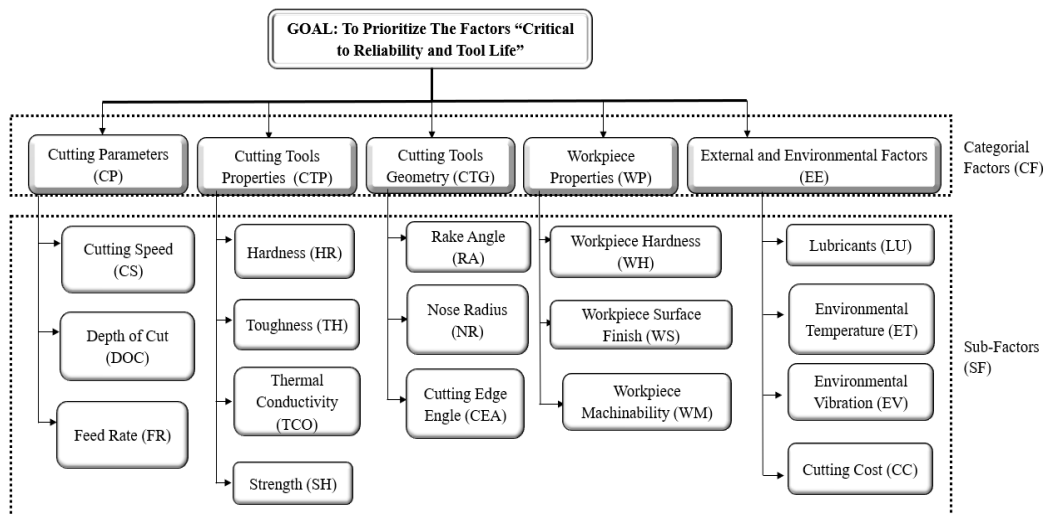 GOAL: To Prioritize The Factors “Critical
to Reliability and Tool Life”
Cutting Parameters
(CP)
Cutting Tools
Properties (CTP)
Cutting Tools
Geometry (CTG)
Workpiece
Properties (WP)
External and Environmental Factors
(EE)
Categorial
Factors (CF)
Cutting Speed
(CS)
Depth of Cut
(DOC)
Feed Rate (FR)
Hardness (HR)
Toughness (TH)
Thermal
Conductivity
(TCO)
Strength (SH)
Rake Angle
(RA)
Nose Radius
(NR)
Cutting Edge
Engle (CEA)
Workpiece Hardness
(WH)
Workpiece Surface
Finish (WS)
Workpiece
Machinability (WM)
Lubricants (LU)
Environmental
Temperature (ET)
Environmental
Vibration (EV)
Cutting Cost (CC)
Sub-Factors
(SF)